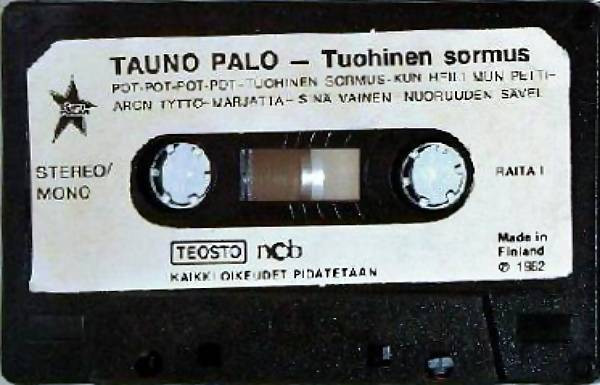 TAUNO PALO – Tuohinen sormus
POT-POT-POT-POT-TUOHINEN SORMUS-KUN HEILI MUN PETTI-
ARON TYTTÖ-MARJATTA-SINÄ VAINEN NUORUUDEN SÄVEL
STEREO/
MONO
RAITA I
TEOSTO ncb
Made in
Finland
℗ 1982
KAIKKI OIKEUDET PIDÄTETÄÄN